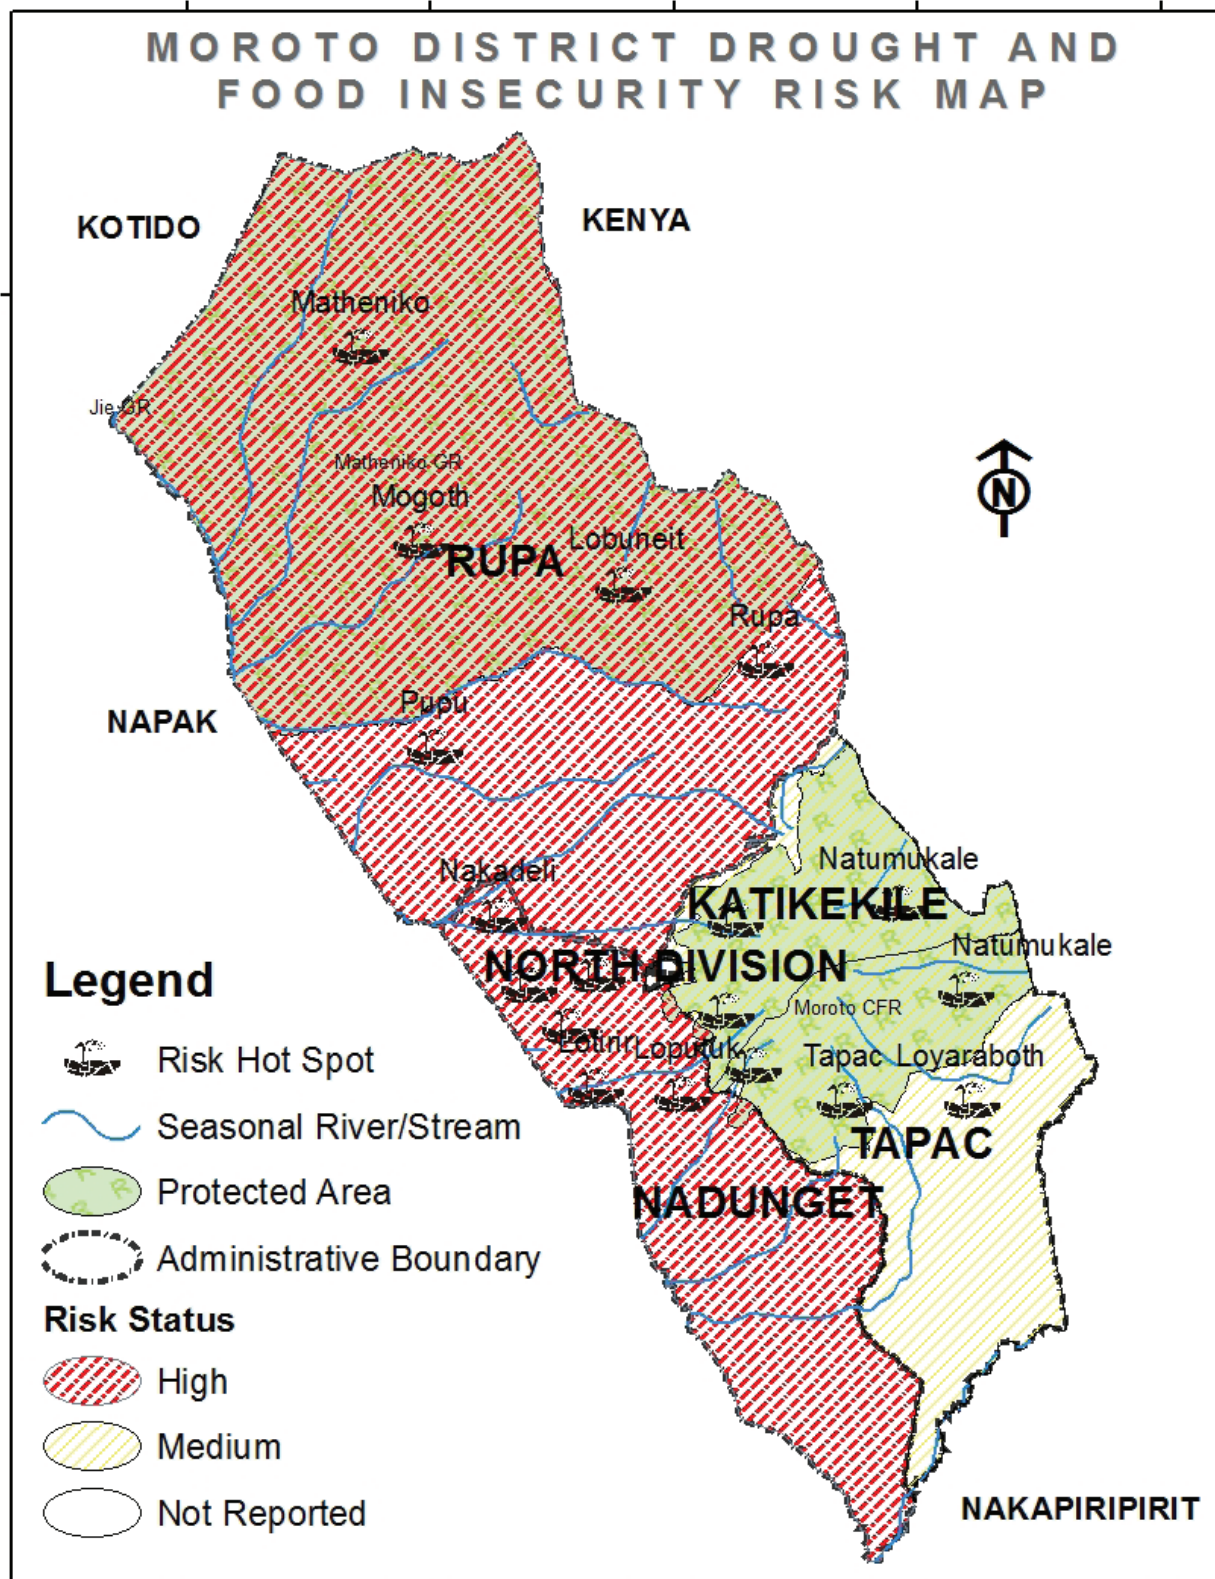 MOROTO DISTRICT DROUGHT AND
FOOD INSECURITY RISK MAP
KOTIDO
KENYA
Matheniko
Jie GR
Matheniko GR
Mogoth
Lobuneit
RUPA
N
Rupa
Pupu
NAPAK
Natumukale
Nakadeli
KATIKEKILE
Natumukale
NORTH DIVISION
Moroto CFR
Lotirir
Loputuk
Tapac
Loyaraboth
TAPAC
NADUNGET
Legend
Risk Hot Spot
Seasonal River/Stream
Protected Area
Administrative Boundary
Risk Status
High
Medium
Not Reported
NAKAPIRIPIRIT